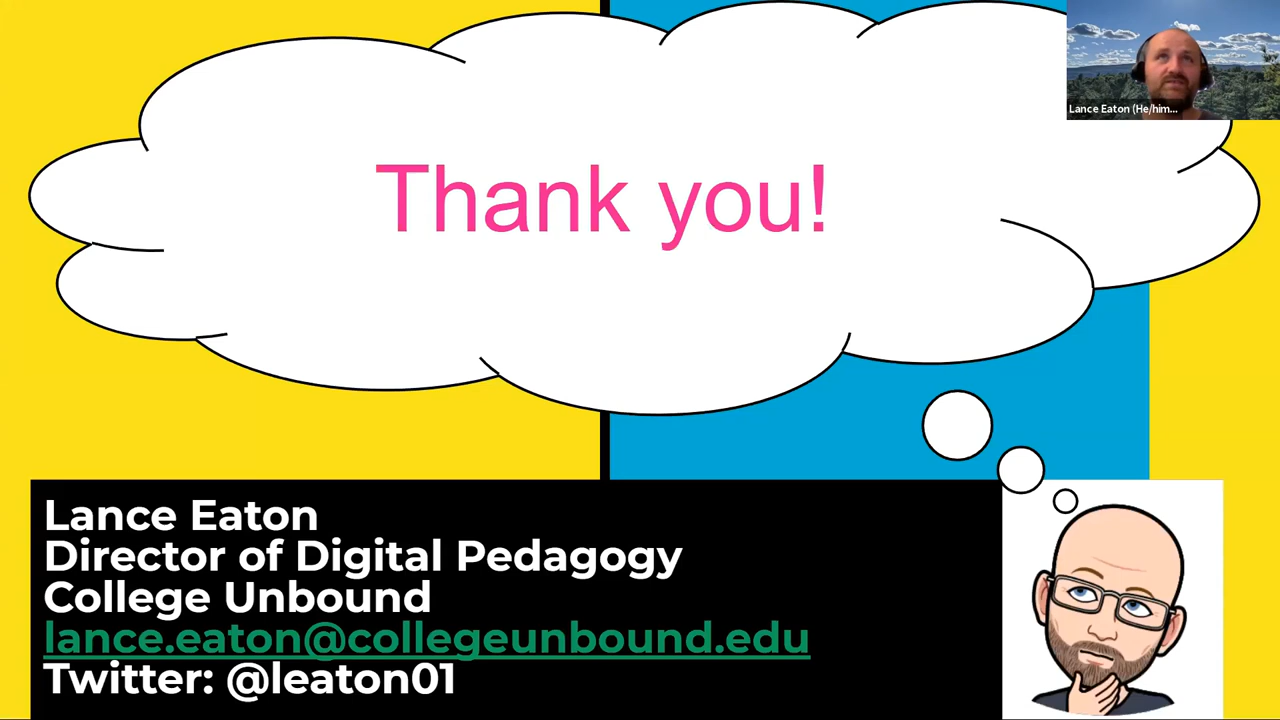 Lance Eaton (He/him...
Thank you!
Lance Eaton
Director of Digital Pedagogy
College Unbound
lance.eaton@collegeunbound.edu
Twitter: @leaton01